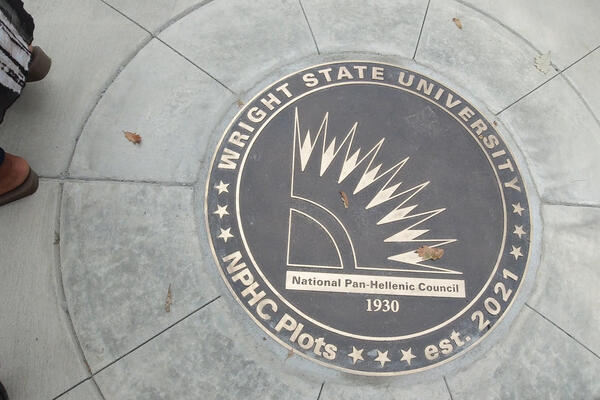 WRIGHT STATE UNIVERSITY
National Pan-Hellenic Council
1930
NPHC Plots
est. 2021